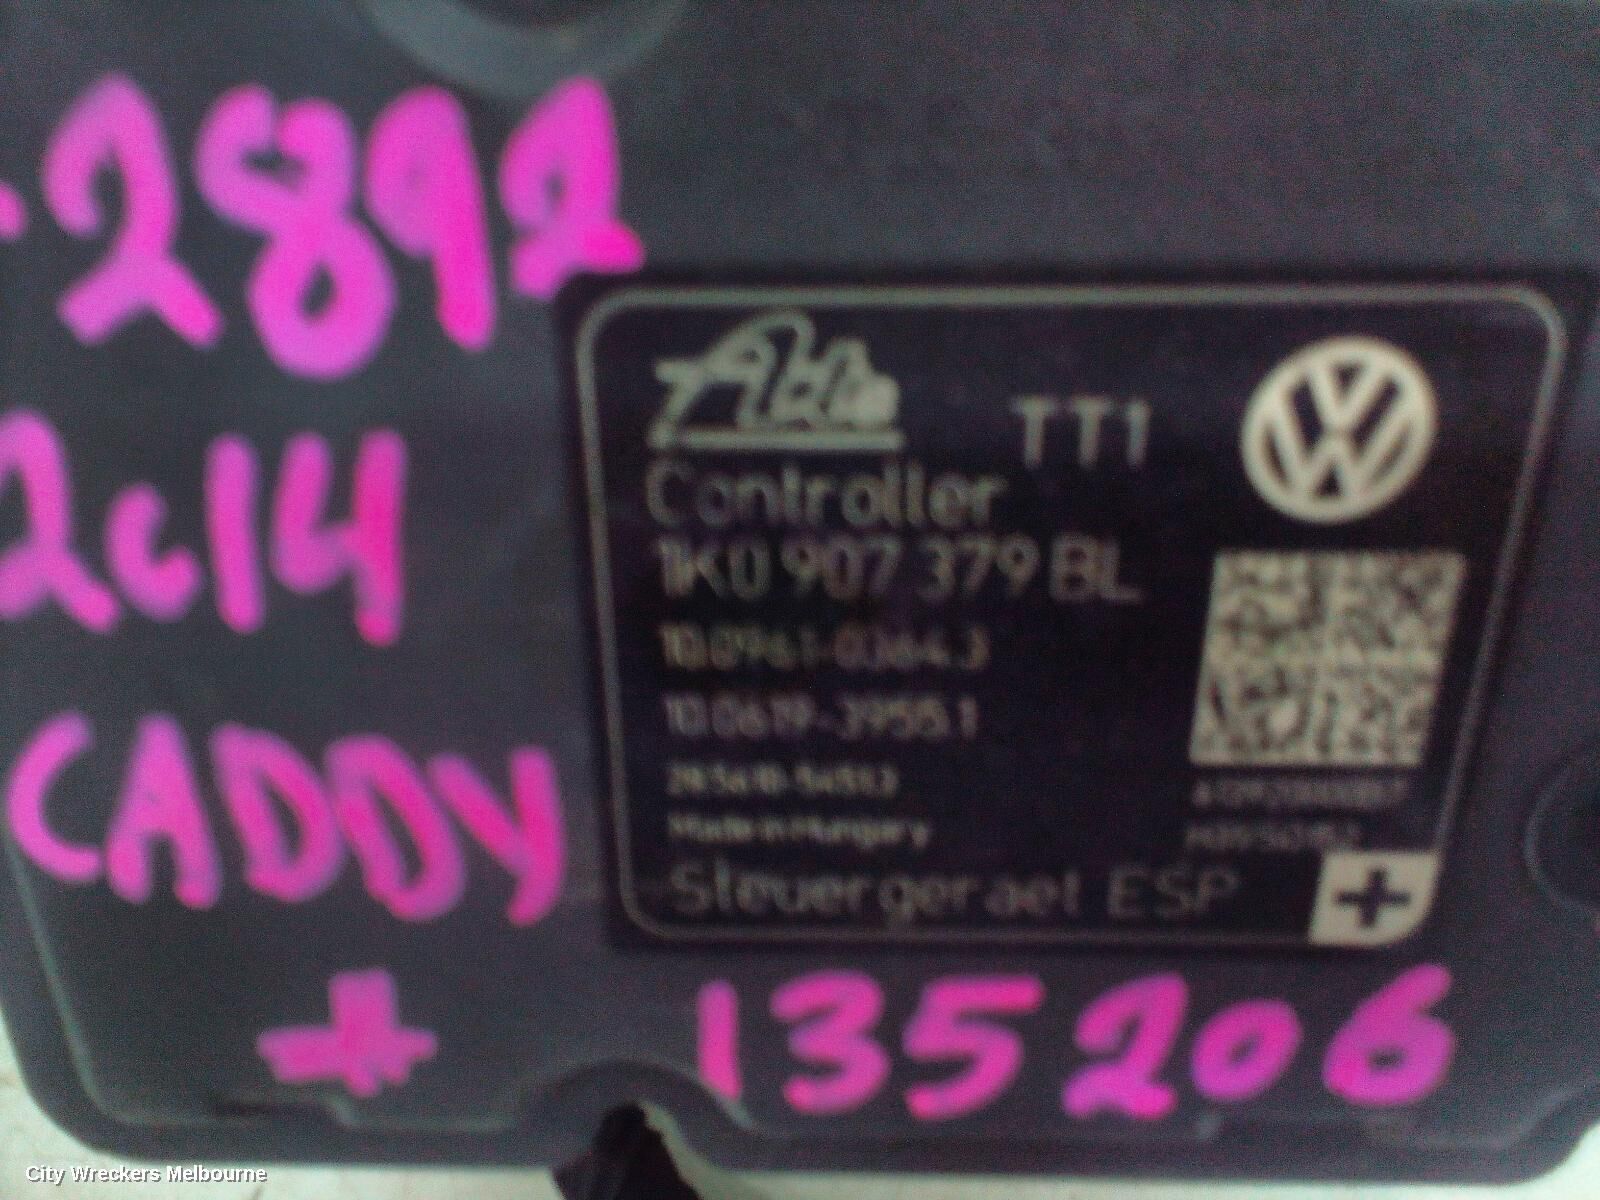 -2892
2014
CADDY
+
135206
Ate
TT1
Controller
1K0 907 379 BL
10.0961-0364.3
10.0619-3955.1
Made in Hungary
Steuergeraet ESP
+
City Wreckers Melbourne